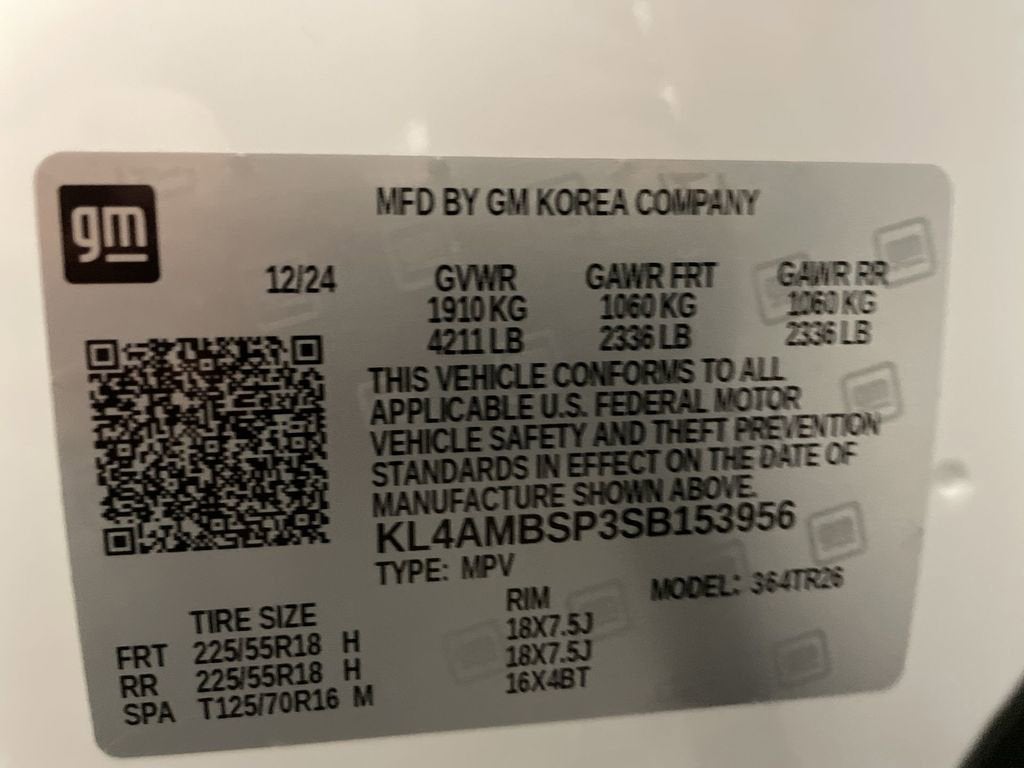 gm
MFD BY GM KOREA COMPANY
12/24 GVWR GAWR FRT GAWR RR
1910 KG 1060 KG 1060 KG
4211 LB 2336 LB 2336 LB
THIS VEHICLE CONFORMS TO ALL
APPLICABLE U.S. FEDERAL MOTOR
VEHICLE SAFETY AND THEFT PREVENTION
STANDARDS IN EFFECT ON THE DATE OF
MANUFACTURE SHOWN ABOVE.
KL4AMBSP3SB153956
TYPE: MPV MODEL: 364TR26
TIRE SIZE RIM
FRT 225/55R18 H 18X7.5J
RR 225/55R18 H 18X7.5J
SPA T125/70R16 M 16X4BT